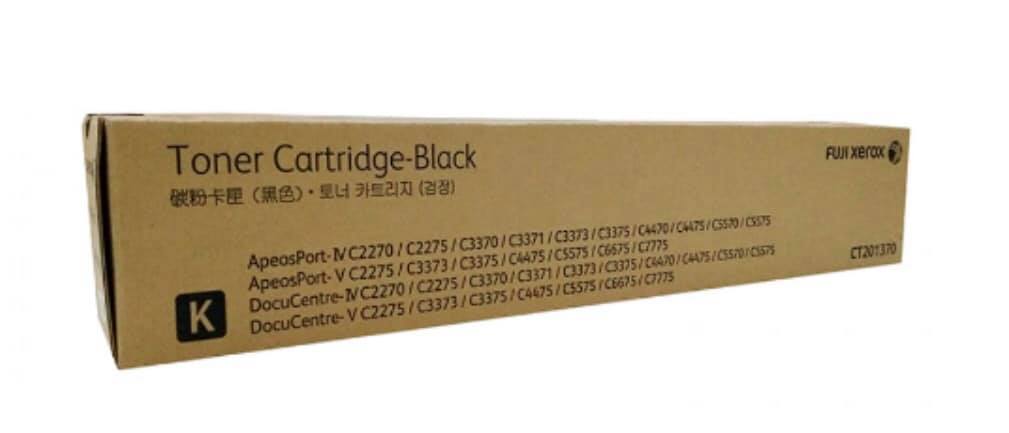 Toner Cartridge-Black
碳粉卡匣（黑色）・토너 카트리지 (검정)
FUJI xerox
ApeosPort-Ⅳ C2270 / C2275 / C3370 / C3371 / C3373 / C3375 / C4470 / C4475 / C5570 / C5575
ApeosPort-Ⅴ C2275 / C3373 / C3375 / C4475 / C5575 / C6675 / C7775
DocuCentre-Ⅳ C2270 / C2275 / C3370 / C3371 / C3373 / C3375 / C4470 / C4475 / C5570 / C5575
DocuCentre-Ⅴ C2275 / C3373 / C3375 / C4475 / C5575 / C6675 / C7775
K
CT201370